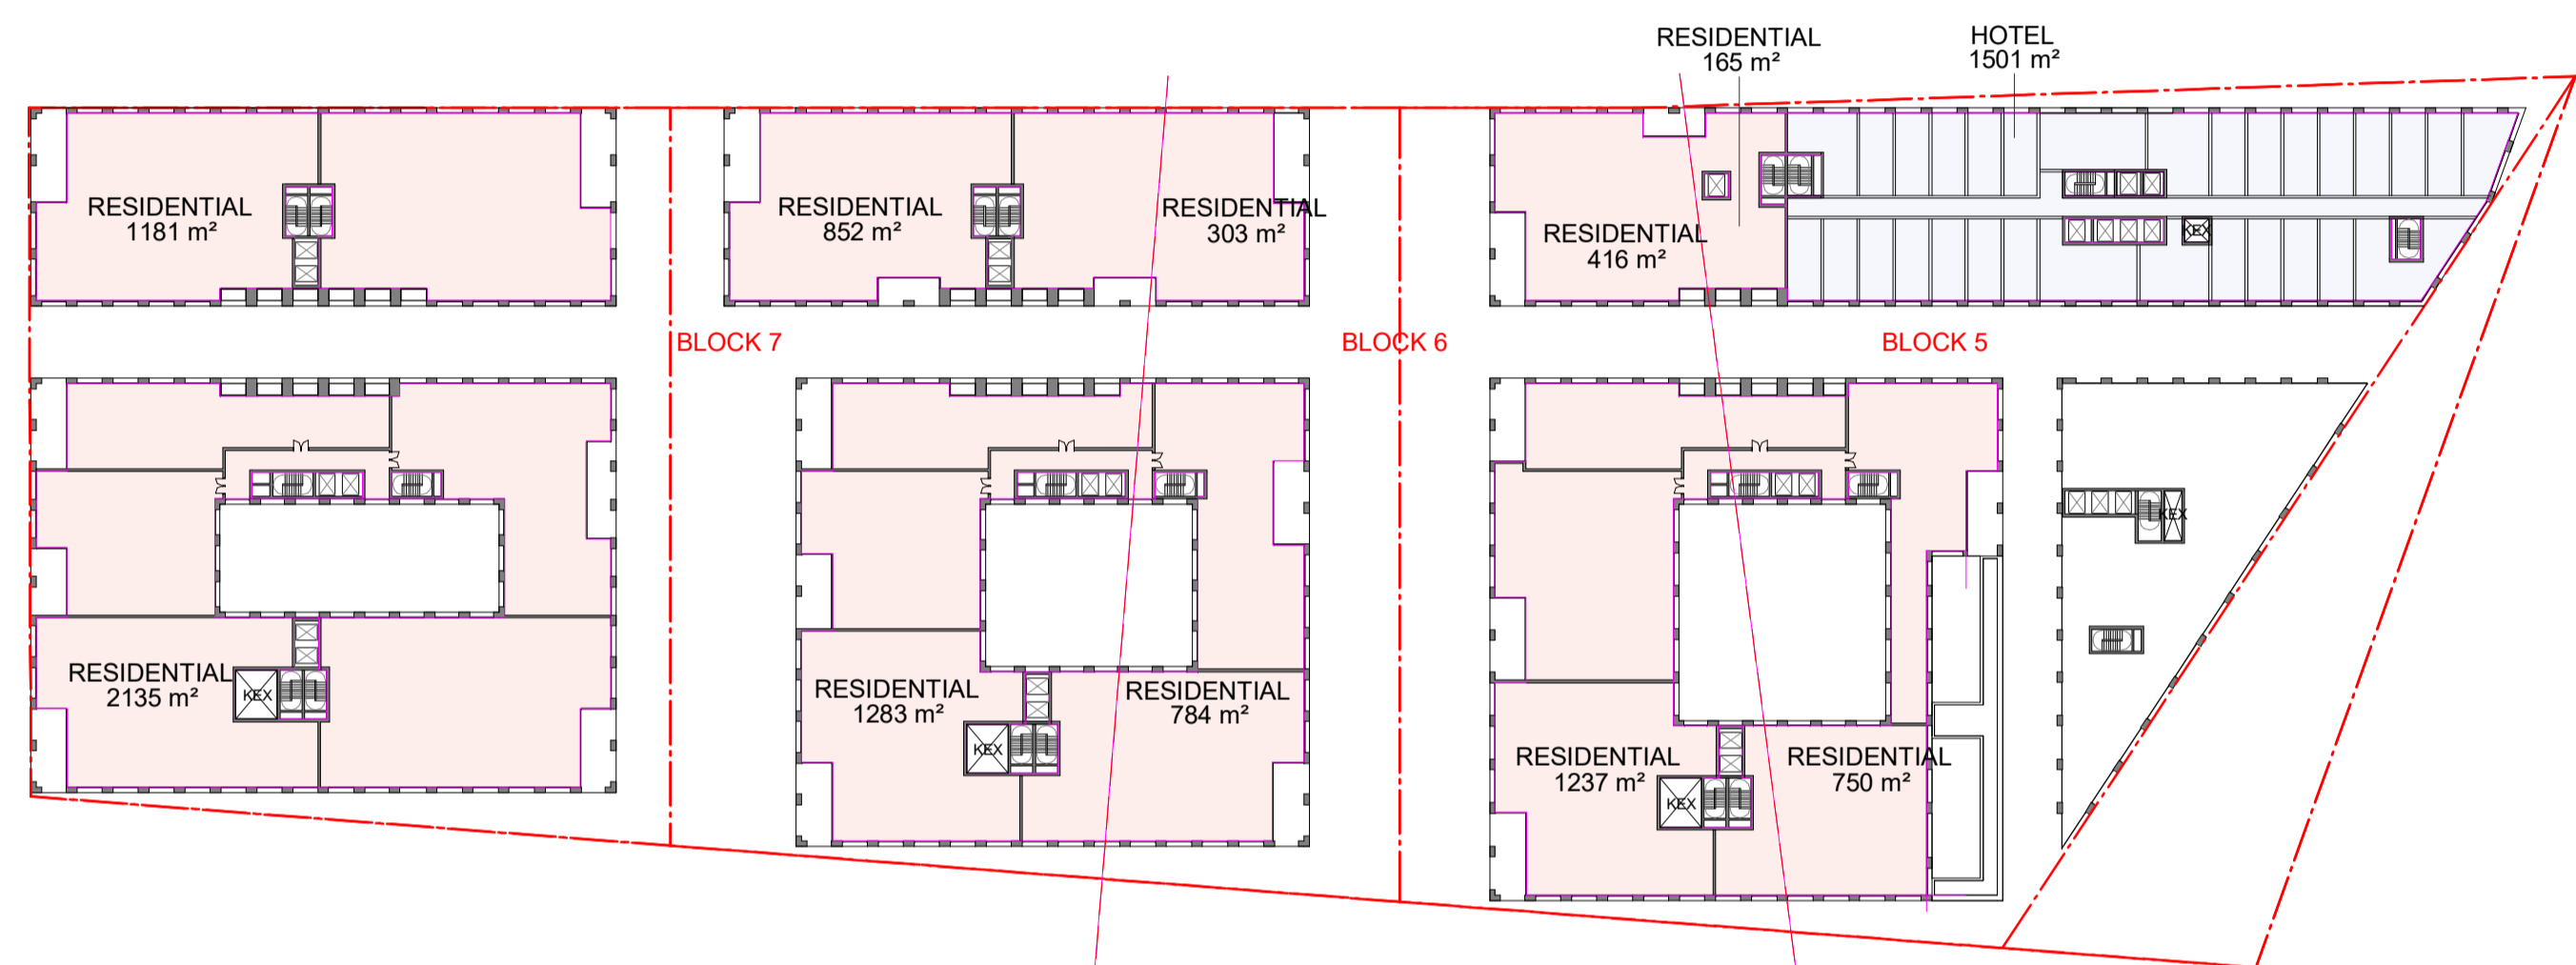 RESIDENTIAL
165 m²
HOTEL
1501 m²
RESIDENTIAL
1181 m²
RESIDENTIAL
852 m²
RESIDENTIAL
303 m²
RESIDENTIAL
416 m²
KEX
BLOCK 7
BLOCK 6
BLOCK 5
KEX
RESIDENTIAL
2135 m²
KEX
RESIDENTIAL
1283 m²
RESIDENTIAL
784 m²
KEX
RESIDENTIAL
1237 m²
RESIDENTIAL
750 m²
KEX